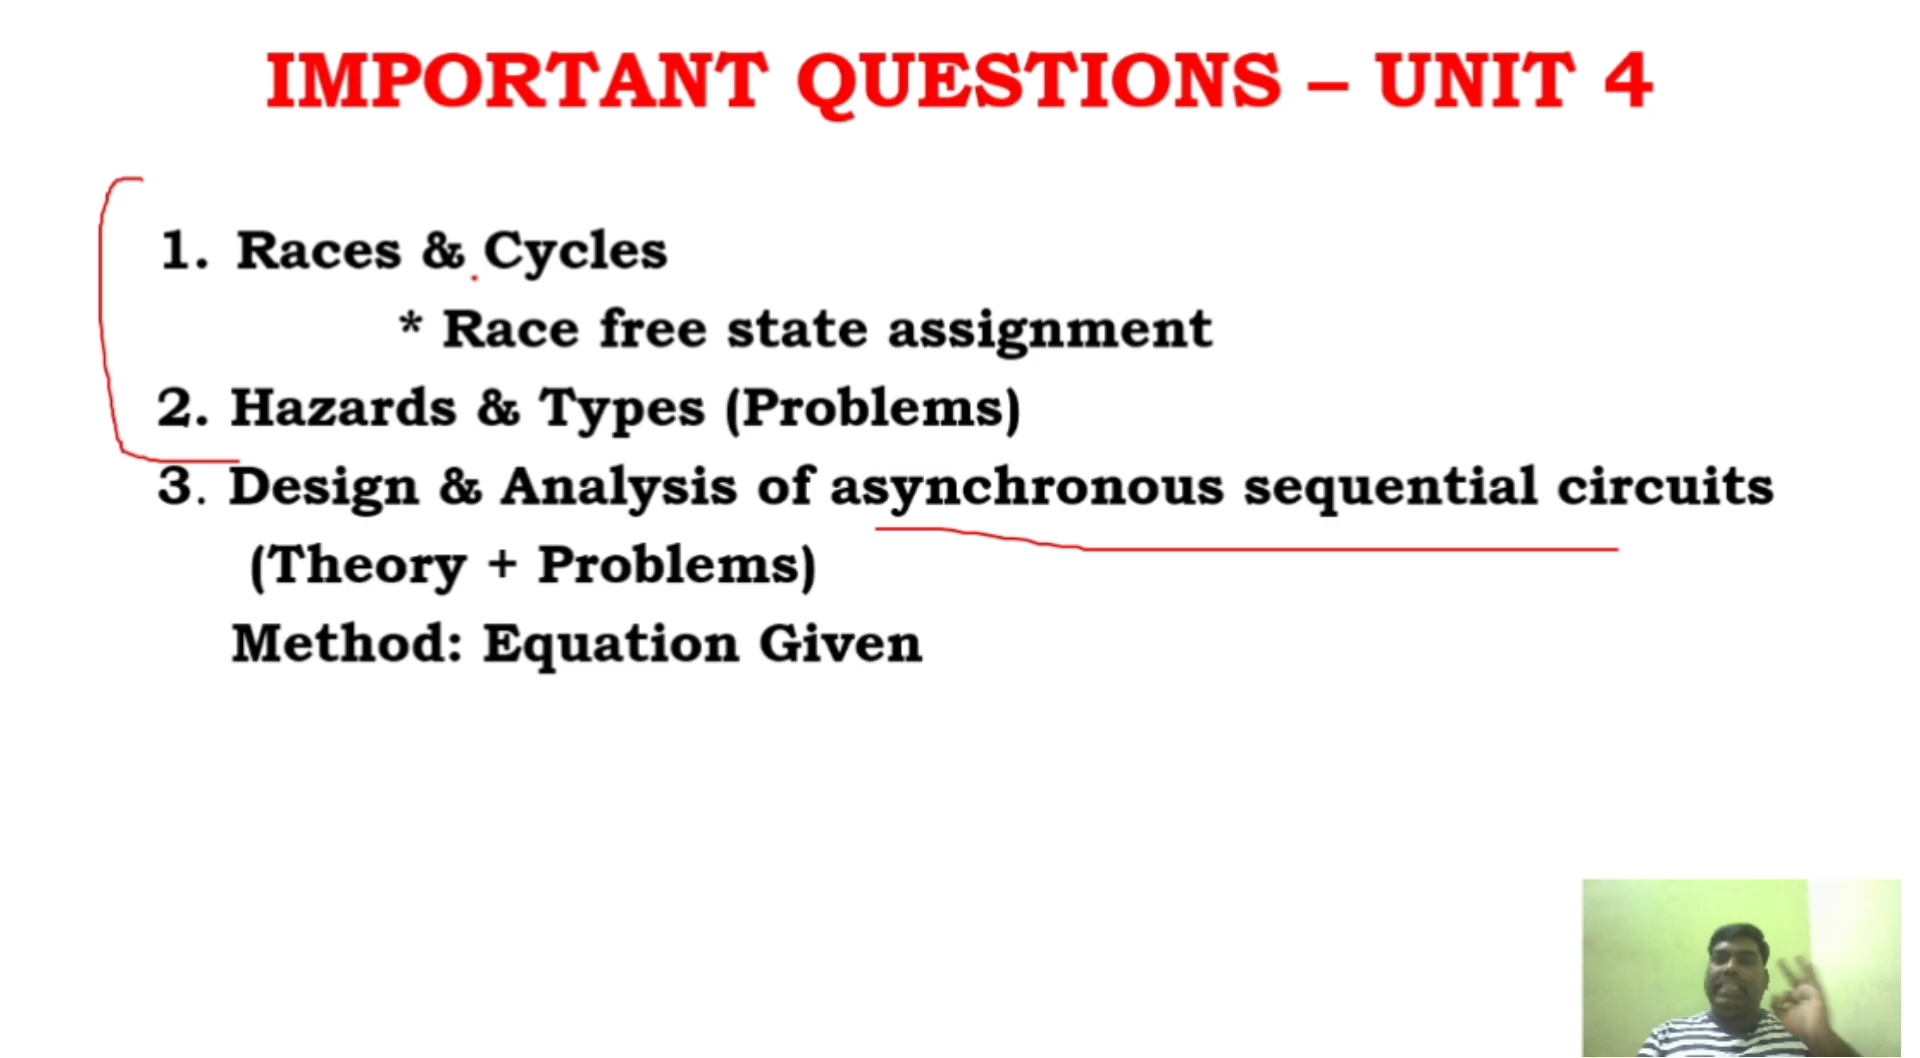 IMPORTANT QUESTIONS – UNIT 4
1. Races & Cycles
* Race free state assignment
2. Hazards & Types (Problems)
3. Design & Analysis of asynchronous sequential circuits
(Theory + Problems)
Method: Equation Given